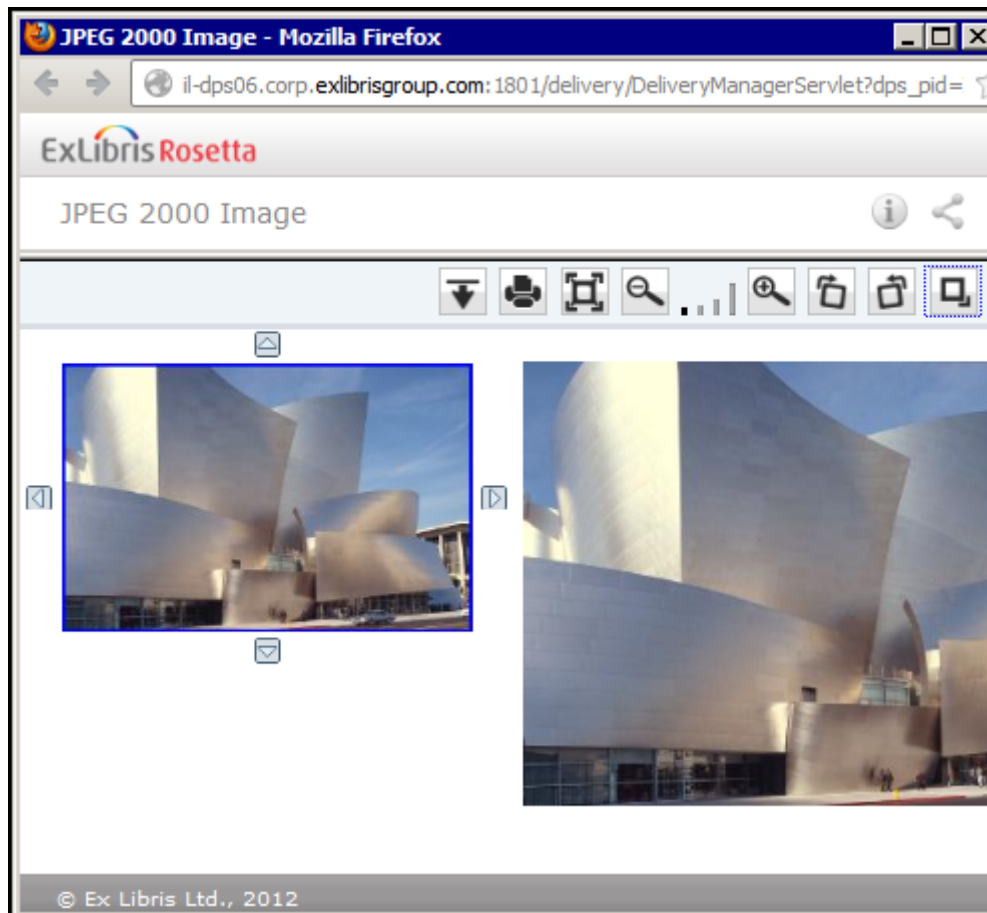 JPEG 2000 Image - Mozilla Firefox
il-dps06.corp.exlibrisgroup.com:1801/delivery/DeliveryManagerServlet?dps_pid=
ExLibris Rosetta
JPEG 2000 Image
© Ex Libris Ltd., 2012